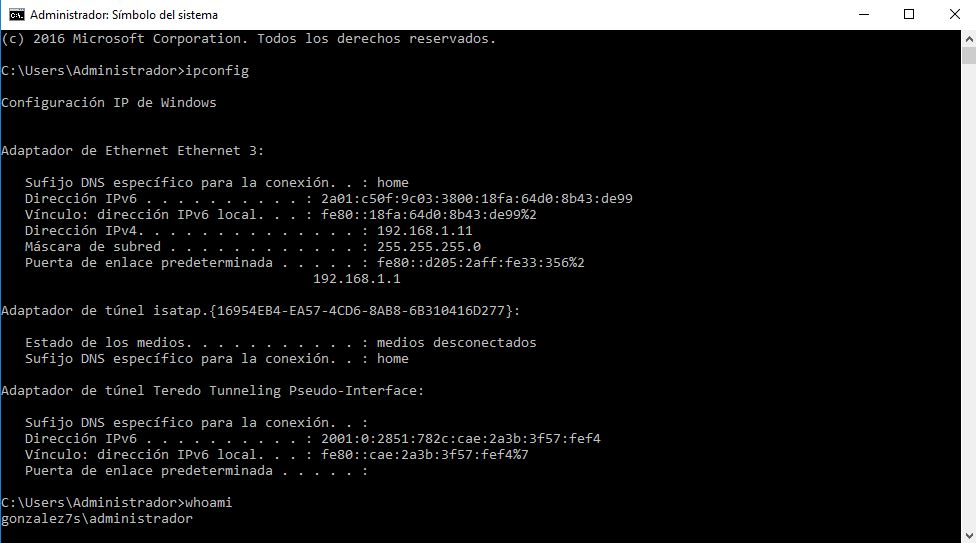 Administrador: Símbolo del sistema
(c) 2016 Microsoft Corporation. Todos los derechos reservados.
C:\Users\Administrador>ipconfig
Configuración IP de Windows
Adaptador de Ethernet Ethernet 3:
Sufijo DNS específico para la conexión. . : home
Dirección IPv6 . . . . . . . . . . : 2a01:c50f:9c03:3800:18fa:64d0:8b43:de99
Vínculo: dirección IPv6 local. . . : fe80::18fa:64d0:8b43:de99%2
Dirección IPv4. . . . . . . . . . . . . . : 192.168.1.11
Máscara de subred . . . . . . . . . . . . : 255.255.255.0
Puerta de enlace predeterminada . . . . . : fe80::d205:2aff:fe33:356%2
192.168.1.1
Adaptador de túnel isatap.{16954EB4-EA57-4CD6-8AB8-6B310416D277}:
Estado de los medios. . . . . . . . . . . : medios desconectados
Sufijo DNS específico para la conexión. . : home
Adaptador de túnel Teredo Tunneling Pseudo-Interface:
Sufijo DNS específico para la conexión. . :
Dirección IPv6 . . . . . . . . . . : 2001:0:2851:782c:cae:2a3b:3f57:fef4
Vínculo: dirección IPv6 local. . . : fe80::cae:2a3b:3f57:fef4%7
Puerta de enlace predeterminada . . . . . :
C:\Users\Administrador>whoami
gonzalez7s\administrador